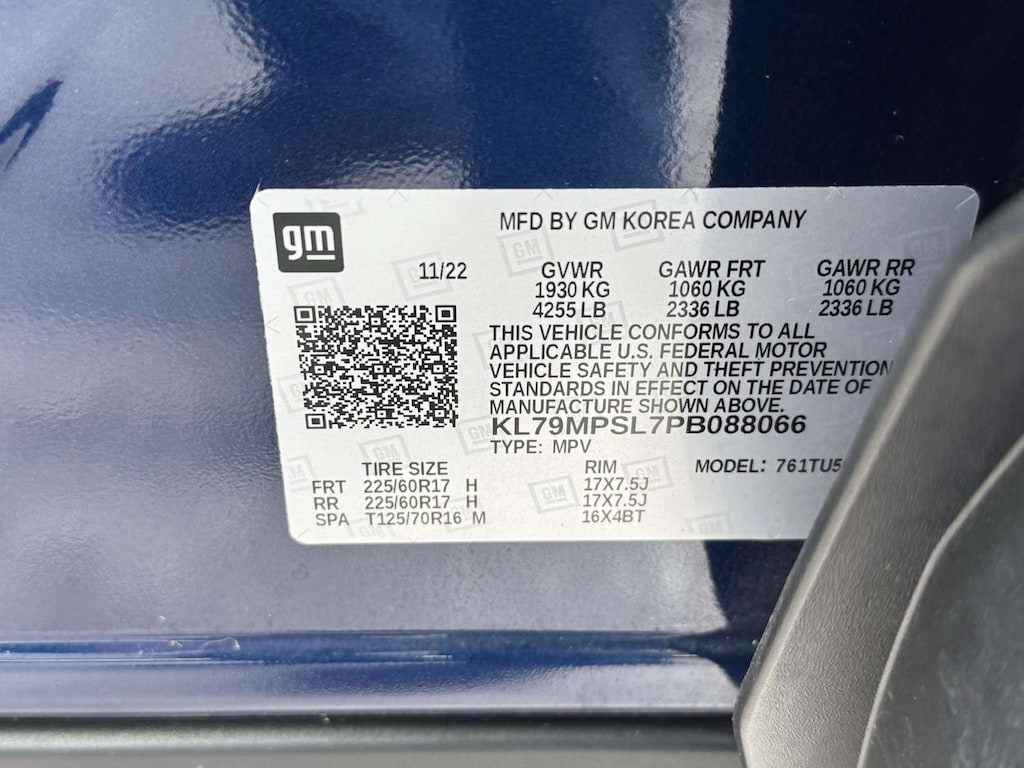 gm
MFD BY GM KOREA COMPANY
11/22
GVWR GAWR FRT GAWR RR
1930 KG 1060 KG 1060 KG
4255 LB 2336 LB 2336 LB
THIS VEHICLE CONFORMS TO ALL
APPLICABLE U.S. FEDERAL MOTOR
VEHICLE SAFETY AND THEFT PREVENTION
STANDARDS IN EFFECT ON THE DATE OF
MANUFACTURE SHOWN ABOVE.
KL79MPSL7PB088066
TYPE: MPV
TIRE SIZE RIM MODEL: 761TU5
FRT 225/60R17 H 17X7.5J
RR 225/60R17 H 17X7.5J
SPA T125/70R16 M 16X4BT